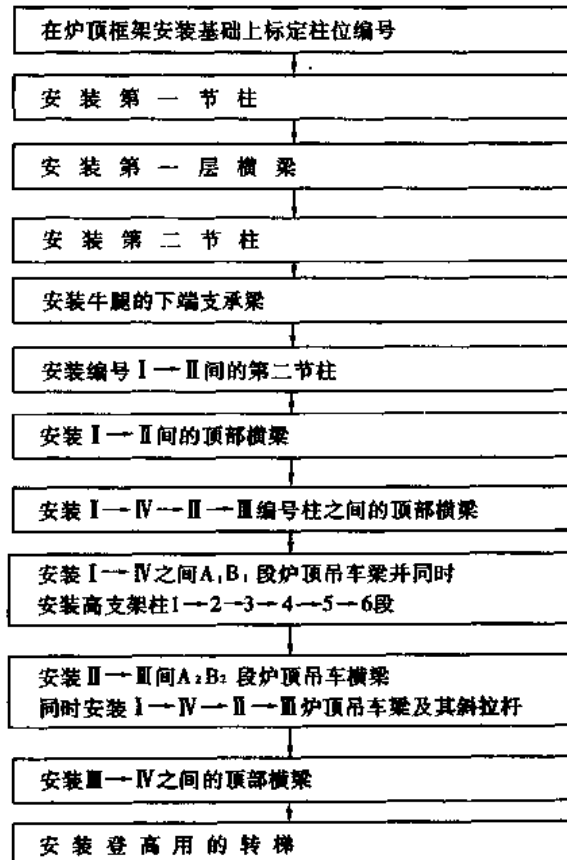 在炉顶框架安装基础上标定柱位编号
安装第一节柱
安装第一层横梁
安装第二节柱
安装牛腿的下端支承梁
安装编号Ⅰ→Ⅱ间的第二节柱
安装Ⅰ→Ⅱ间的顶部横梁
安装Ⅰ→Ⅳ→Ⅱ→Ⅲ编号柱之间的顶部横梁
安装Ⅰ→Ⅳ之间A₁B₁段炉顶吊车梁并同时
安装高支架柱1→2→3→4→5→6段
安装Ⅱ→Ⅲ间A₂B₂段炉顶吊车横梁
同时安装Ⅰ→Ⅳ→Ⅱ→Ⅲ炉顶吊车梁及其斜拉杆
安装Ⅲ→Ⅳ之间的顶部横梁
安装登高用的转梯